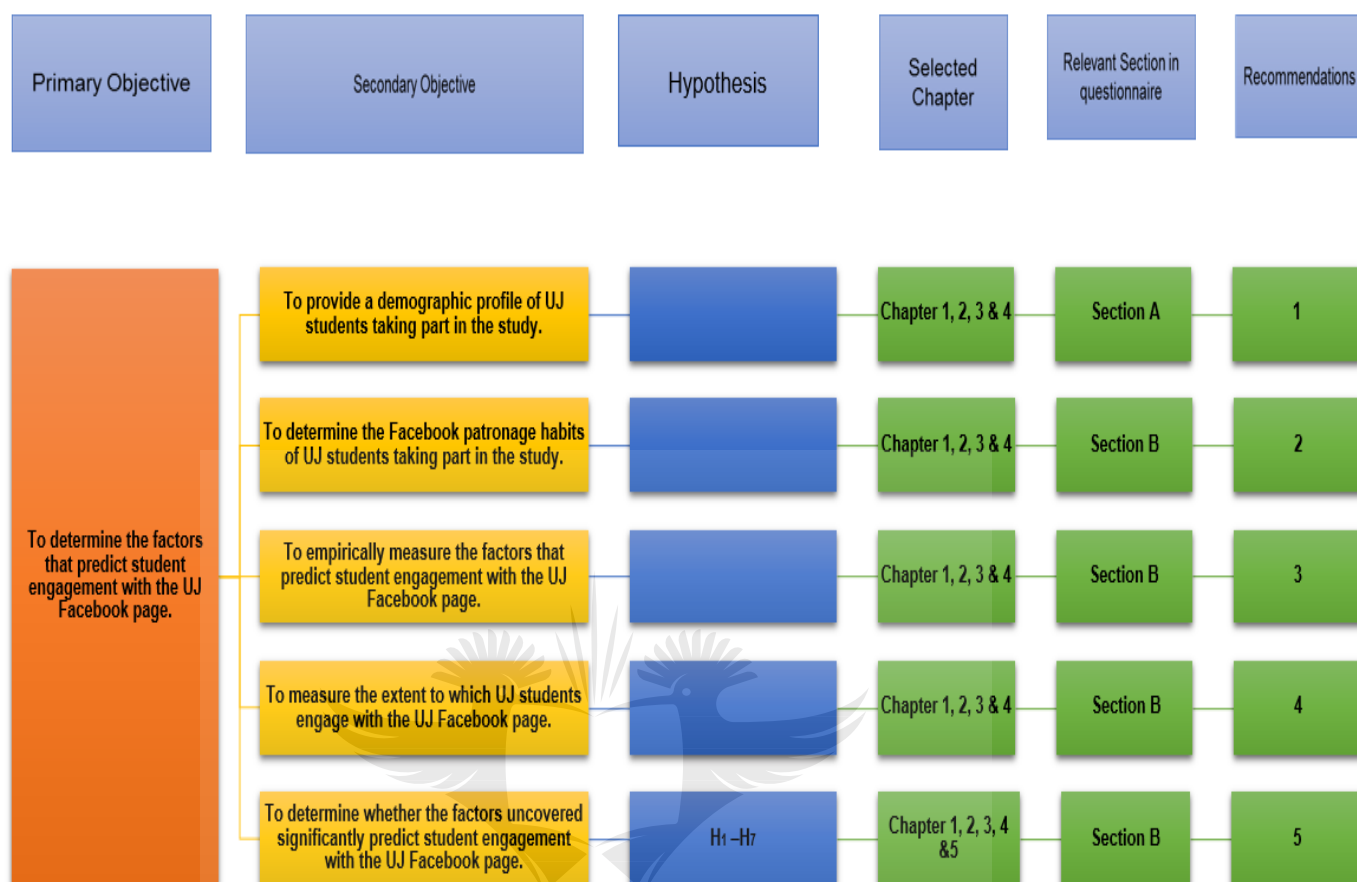 Primary Objective
Secondary Objective
Hypothesis
Selected
Chapter
Relevant Section in
questionnaire
Recommendations
To determine the factors
that predict student
engagement with the UJ
Facebook page.
To provide a demographic profile of UJ
students taking part in the study.
Chapter 1, 2, 3 & 4
Section A
1
To determine the Facebook patronage habits
of UJ students taking part in the study.
Chapter 1, 2, 3 & 4
Section B
2
To empirically measure the factors that
predict student engagement with the UJ
Facebook page.
Chapter 1, 2, 3 & 4
Section B
3
To measure the extent to which UJ students
engage with the UJ Facebook page.
Chapter 1, 2, 3 & 4
Section B
4
To determine whether the factors uncovered
significantly predict student engagement
with the UJ Facebook page.
H1 –H7
Chapter 1, 2, 3, 4
&5
Section B
5